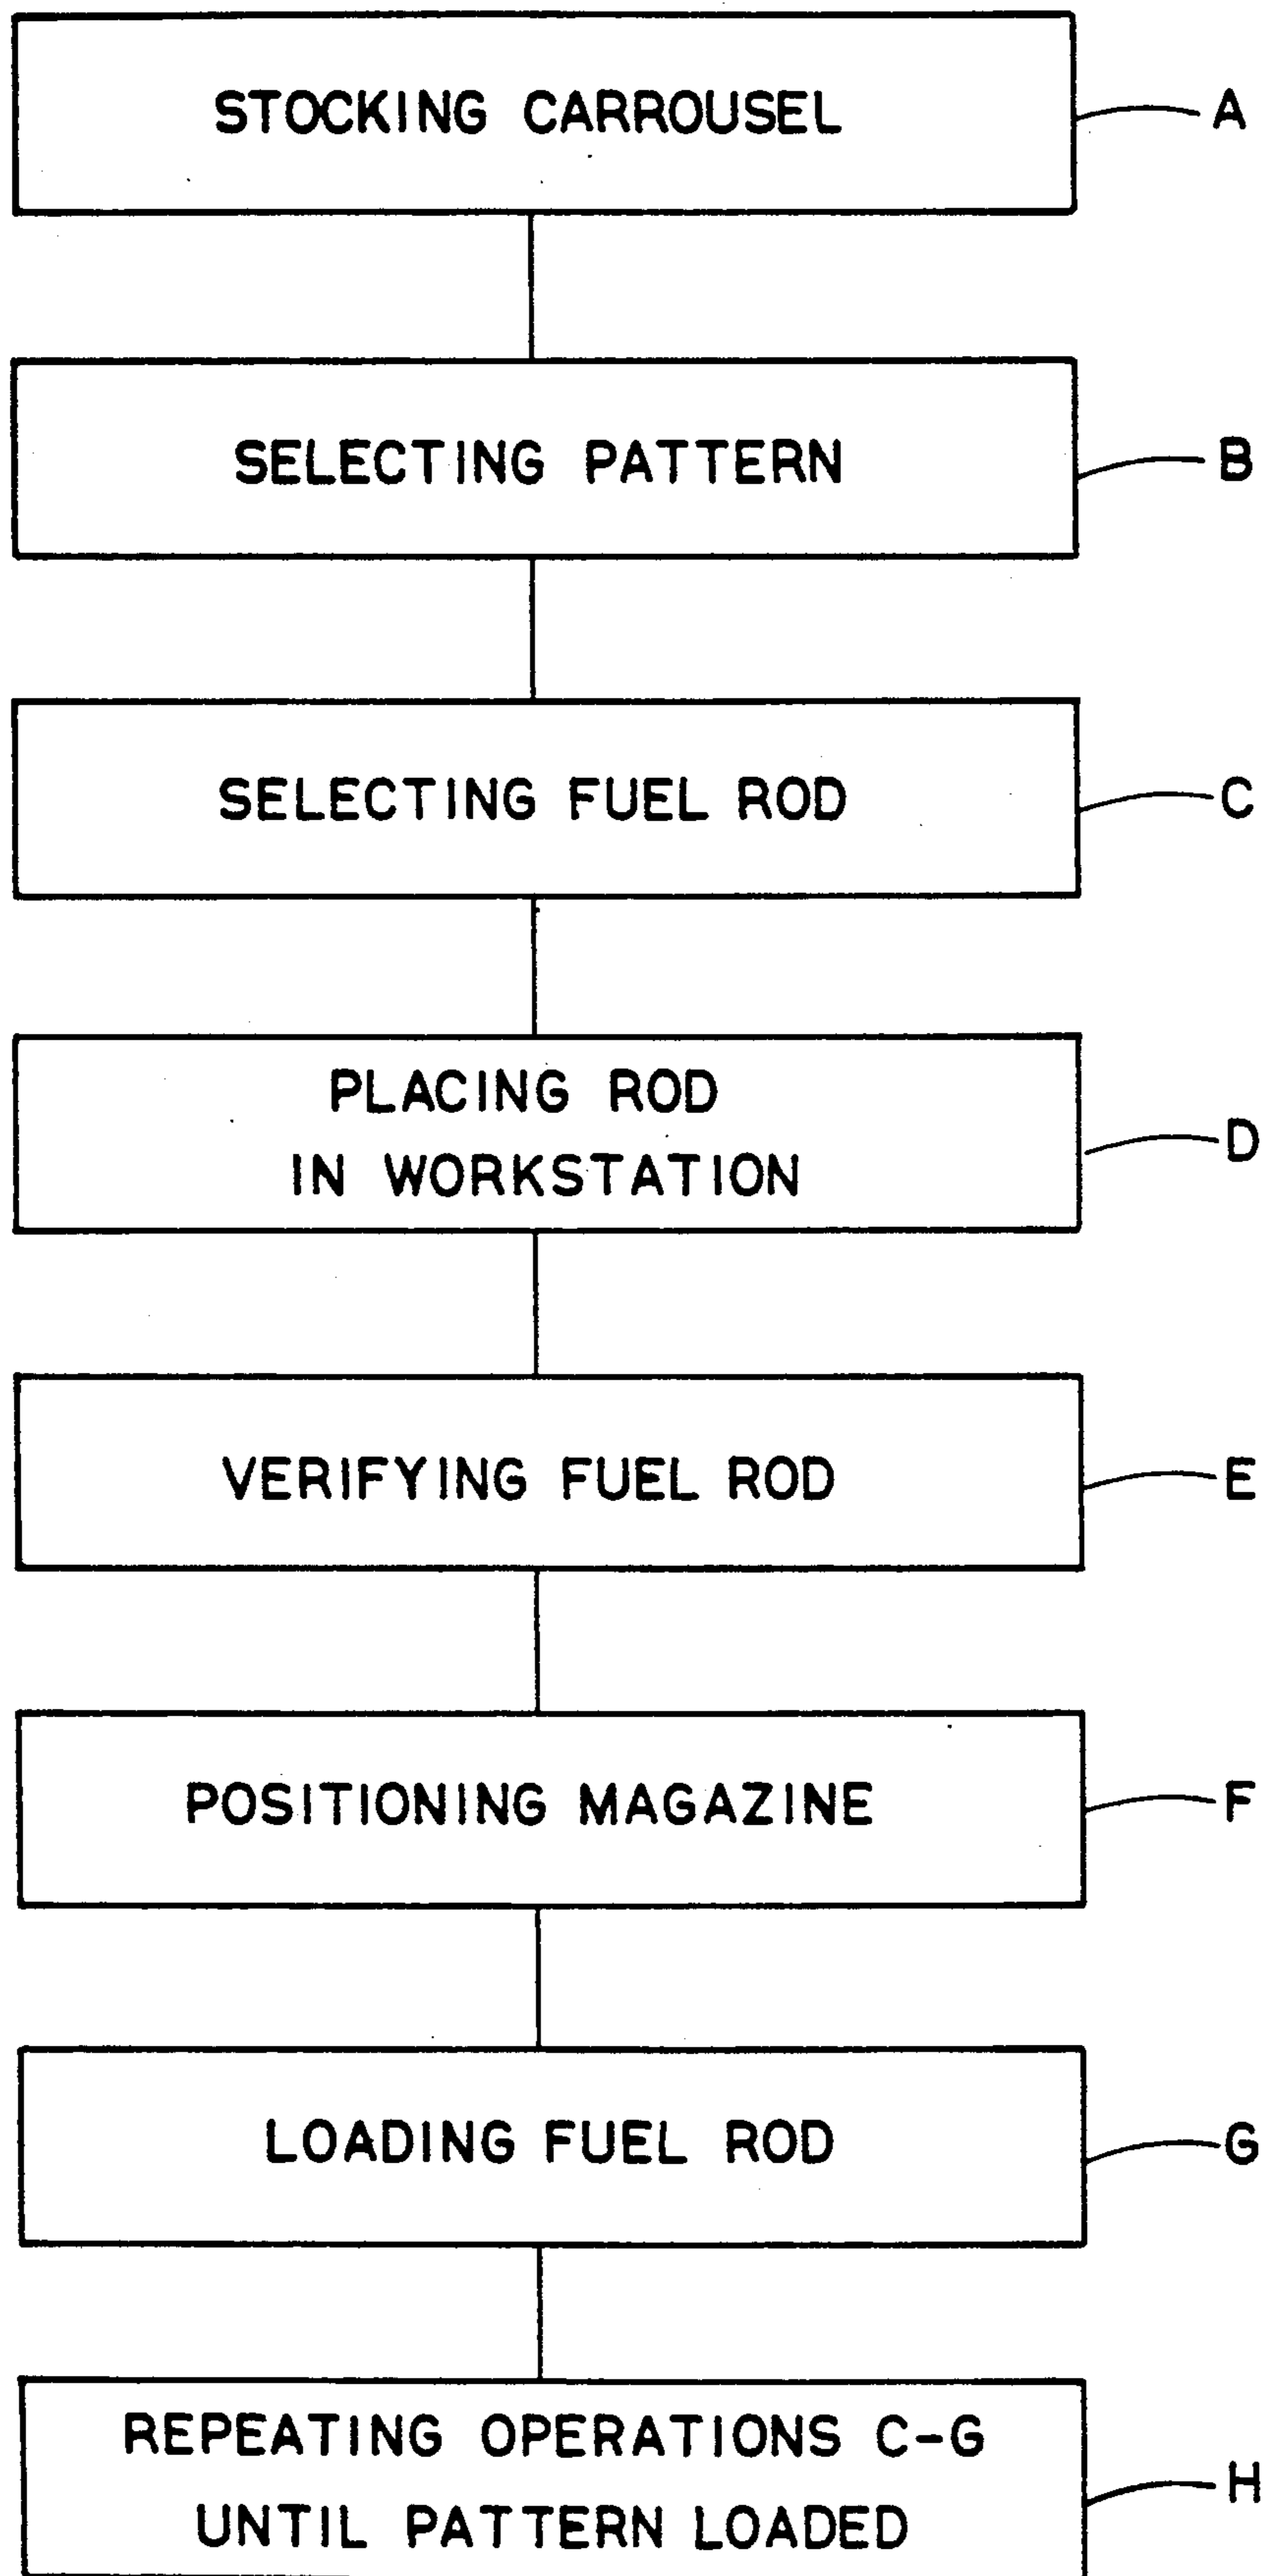 STOCKING CARROUSEL
A
SELECTING PATTERN
B
SELECTING FUEL ROD
C
PLACING ROD
IN WORKSTATION
D
VERIFYING FUEL ROD
E
POSITIONING MAGAZINE
F
LOADING FUEL ROD
G
REPEATING OPERATIONS C-G
UNTIL PATTERN LOADED
H